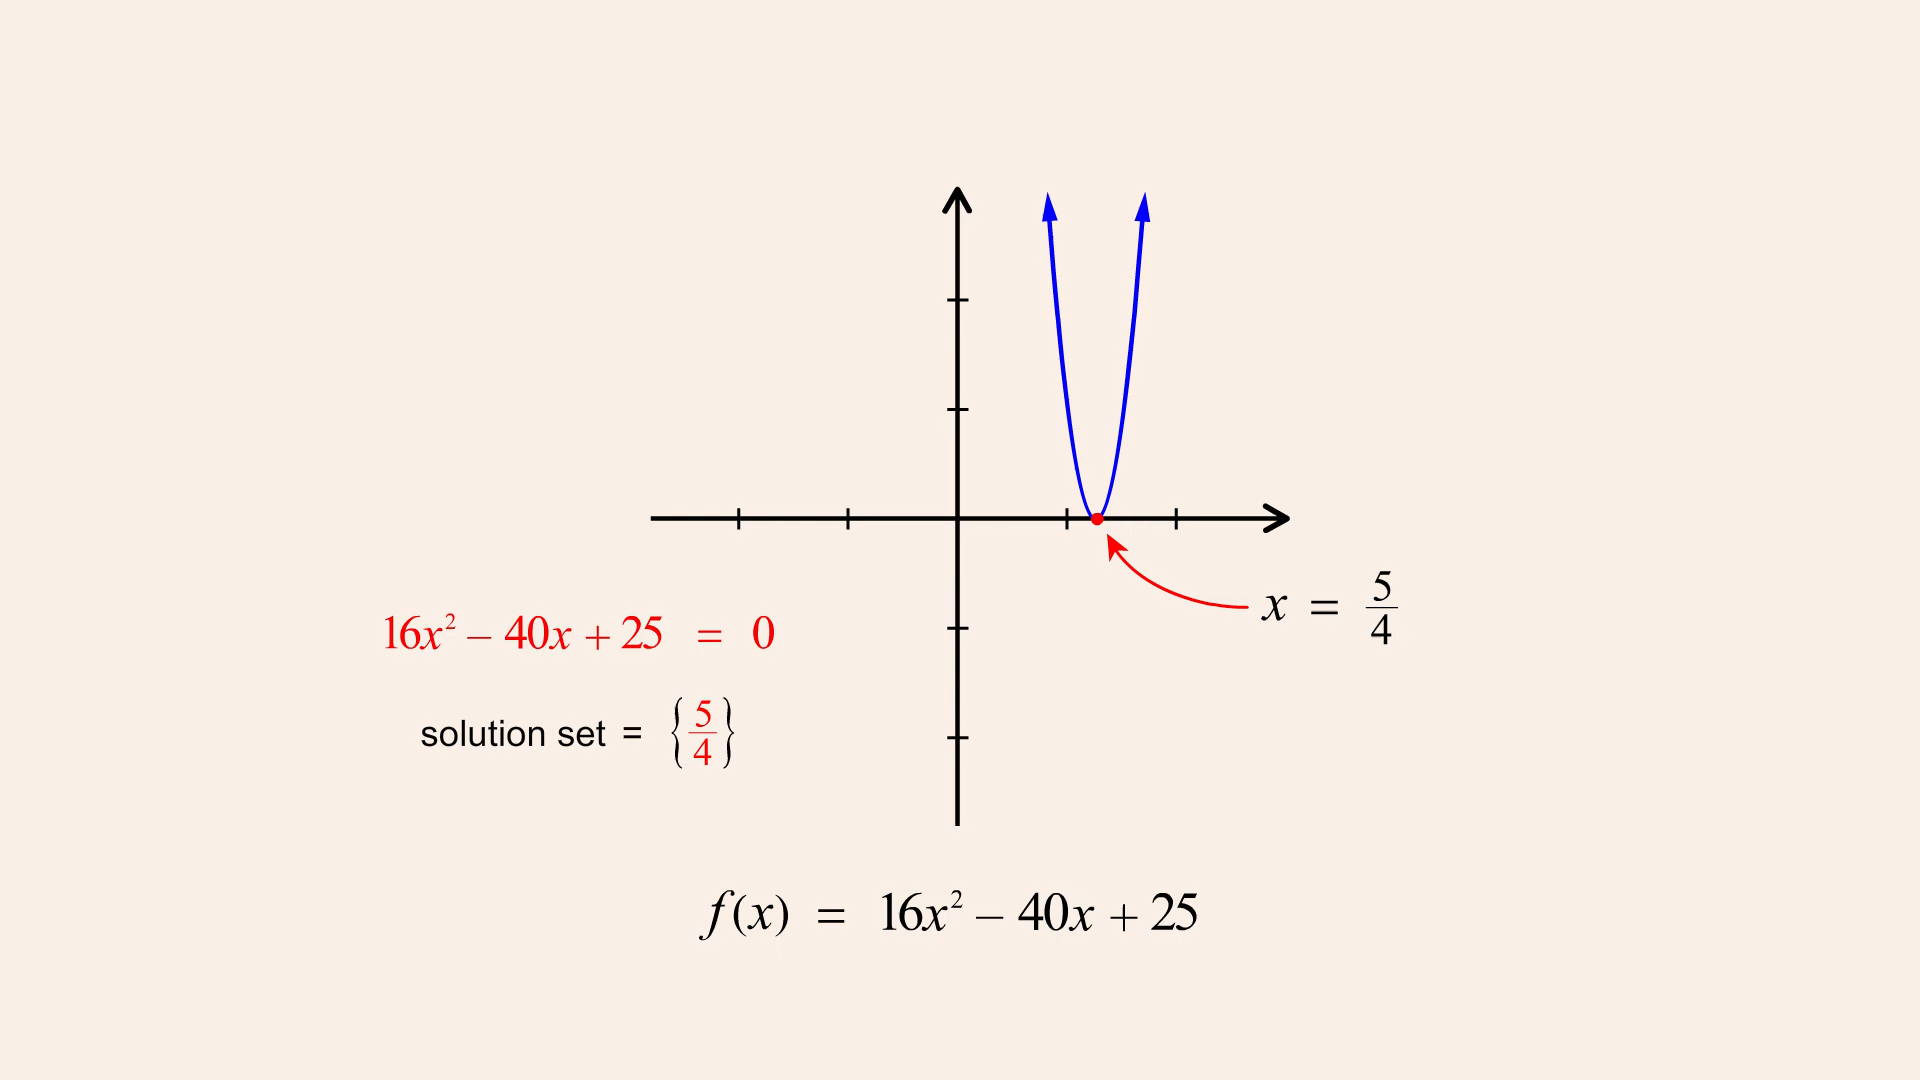 x = 5/4
16x² − 40x + 25 = 0
solution set = {5/4}
f(x) = 16x² − 40x + 25